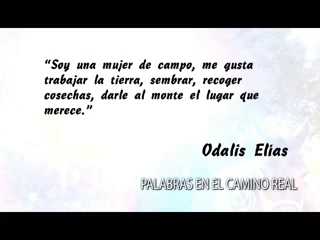 “Soy una mujer de campo, me gusta
trabajar la tierra, sembrar, recoger
cosechas, darle al monte el lugar que
merece.”
Odalis Elías
PALABRAS EN EL CAMINO REAL